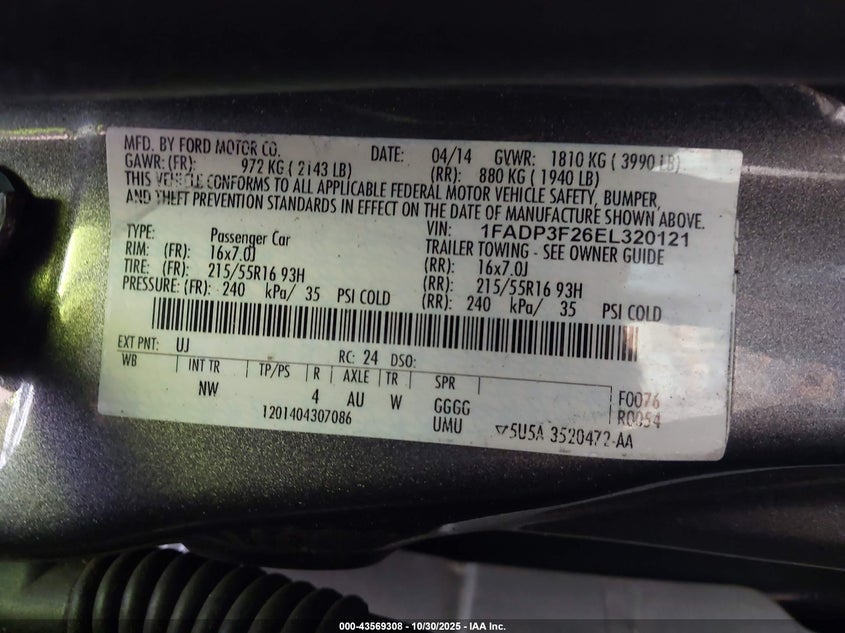 MFD. BY FORD MOTOR CO. DATE: 04/14 GVWR: 1810 KG ( 3990 LB)
GAWR: (FR): 972 KG ( 2143 LB) (RR): 880 KG ( 1940 LB)
THIS VEHICLE CONFORMS TO ALL APPLICABLE FEDERAL MOTOR VEHICLE SAFETY, BUMPER,
AND THEFT PREVENTION STANDARDS IN EFFECT ON THE DATE OF MANUFACTURE SHOWN ABOVE.
VIN: 1FADP3F26EL320121
TYPE: Passenger Car TRAILER TOWING - SEE OWNER GUIDE
RIM: (FR): 16x7.0J (RR): 16x7.0J
TIRE: (FR): 215/55R16 93H (RR): 215/55R16 93H
PRESSURE: (FR): 240 kPa/ 35 PSI COLD (RR): 240 kPa/ 35 PSI COLD
EXT PNT: UJ RC: 24 DSO:
WB INT TR TP/PS R AXLE TR SPR F0076
NW 4 AU W GGGG R0054
1201404307086 UMU 5U5A 3520472-AA
000-43569308 - 10/30/2025 - IAA Inc.